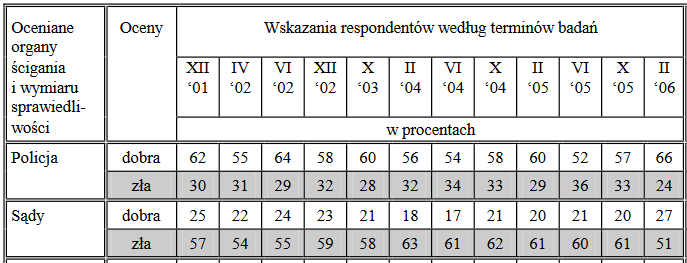 Oceniane organy ścigania i wymiaru sprawiedli-wości Oceny Wskazania respondentów według terminów badań
XII ‘01 IV ‘02 VI ‘02 XII ‘02 X ‘03 II ‘04 VI ‘04 X ‘04 II ‘05 VI ‘05 X ‘05 II ‘06
w procentach
Policja dobra 62 55 64 58 60 56 54 58 60 52 57 66
zła 30 31 29 32 28 32 34 33 29 36 33 24
Sądy dobra 25 22 24 23 21 18 17 21 20 21 20 27
zła 57 54 55 59 58 63 61 62 61 60 61 51